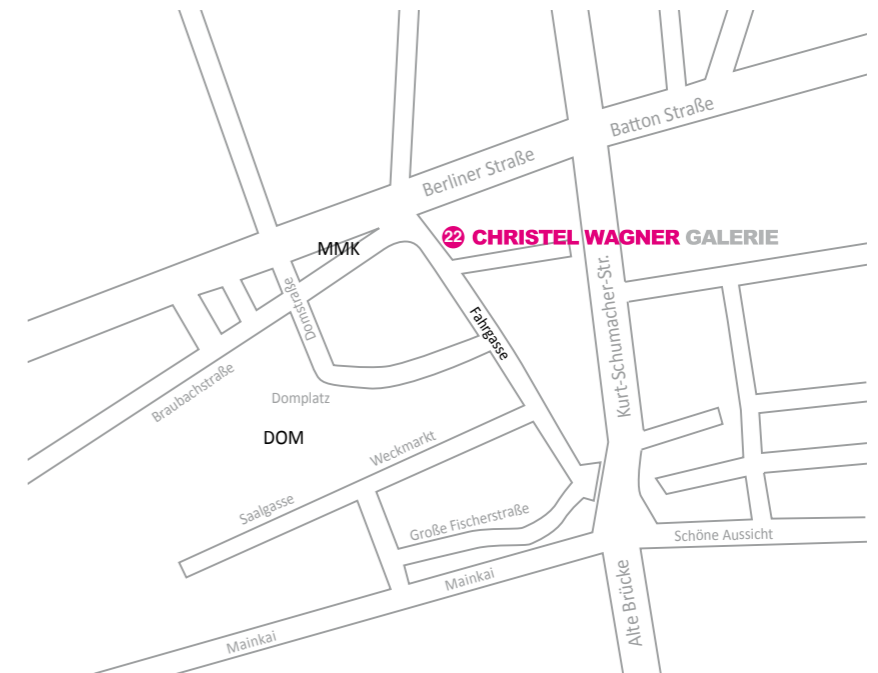 Batton Straße
Berliner Straße
22 CHRISTEL WAGNER GALERIE
MMK
Domstraße
Fahrgasse
Kurt-Schumacher-Str.
Braubachstraße
Domplatz
DOM
Weckmarkt
Saalgasse
Große Fischerstraße
Schöne Aussicht
Mainkai
Alte Brücke
Mainkai